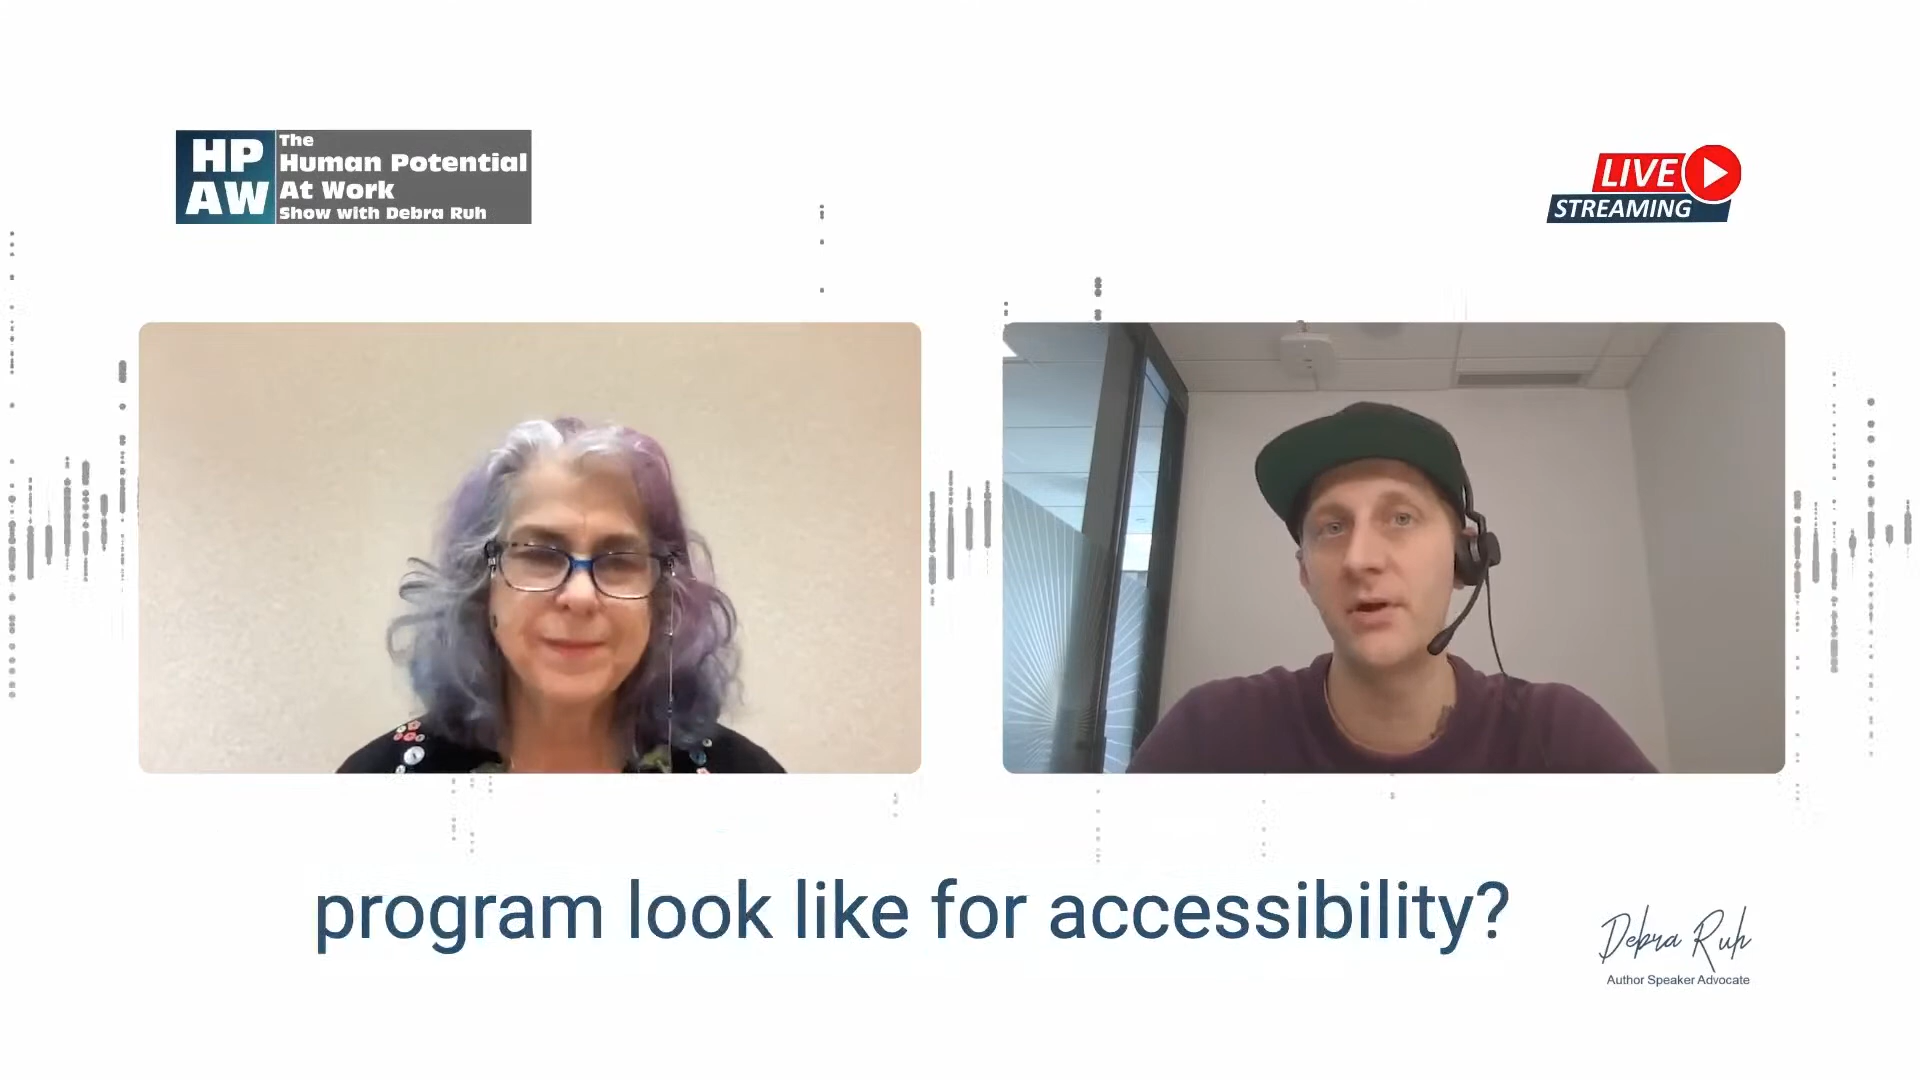 HP
AW
The
Human Potential
At Work
Show with Debra Ruh
LIVE
STREAMING
program look like for accessibility?
Debra Ruh
Author Speaker Advocate